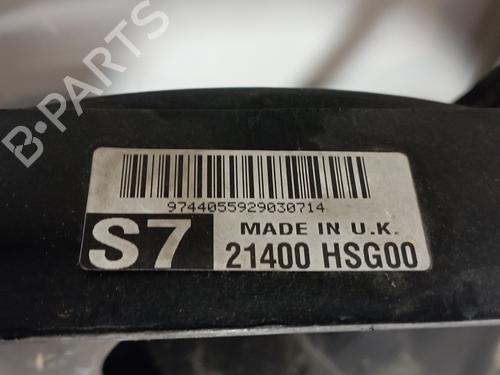 B-PARTS
9744055929030714
S7
MADE IN U.K.
21400 HSG00